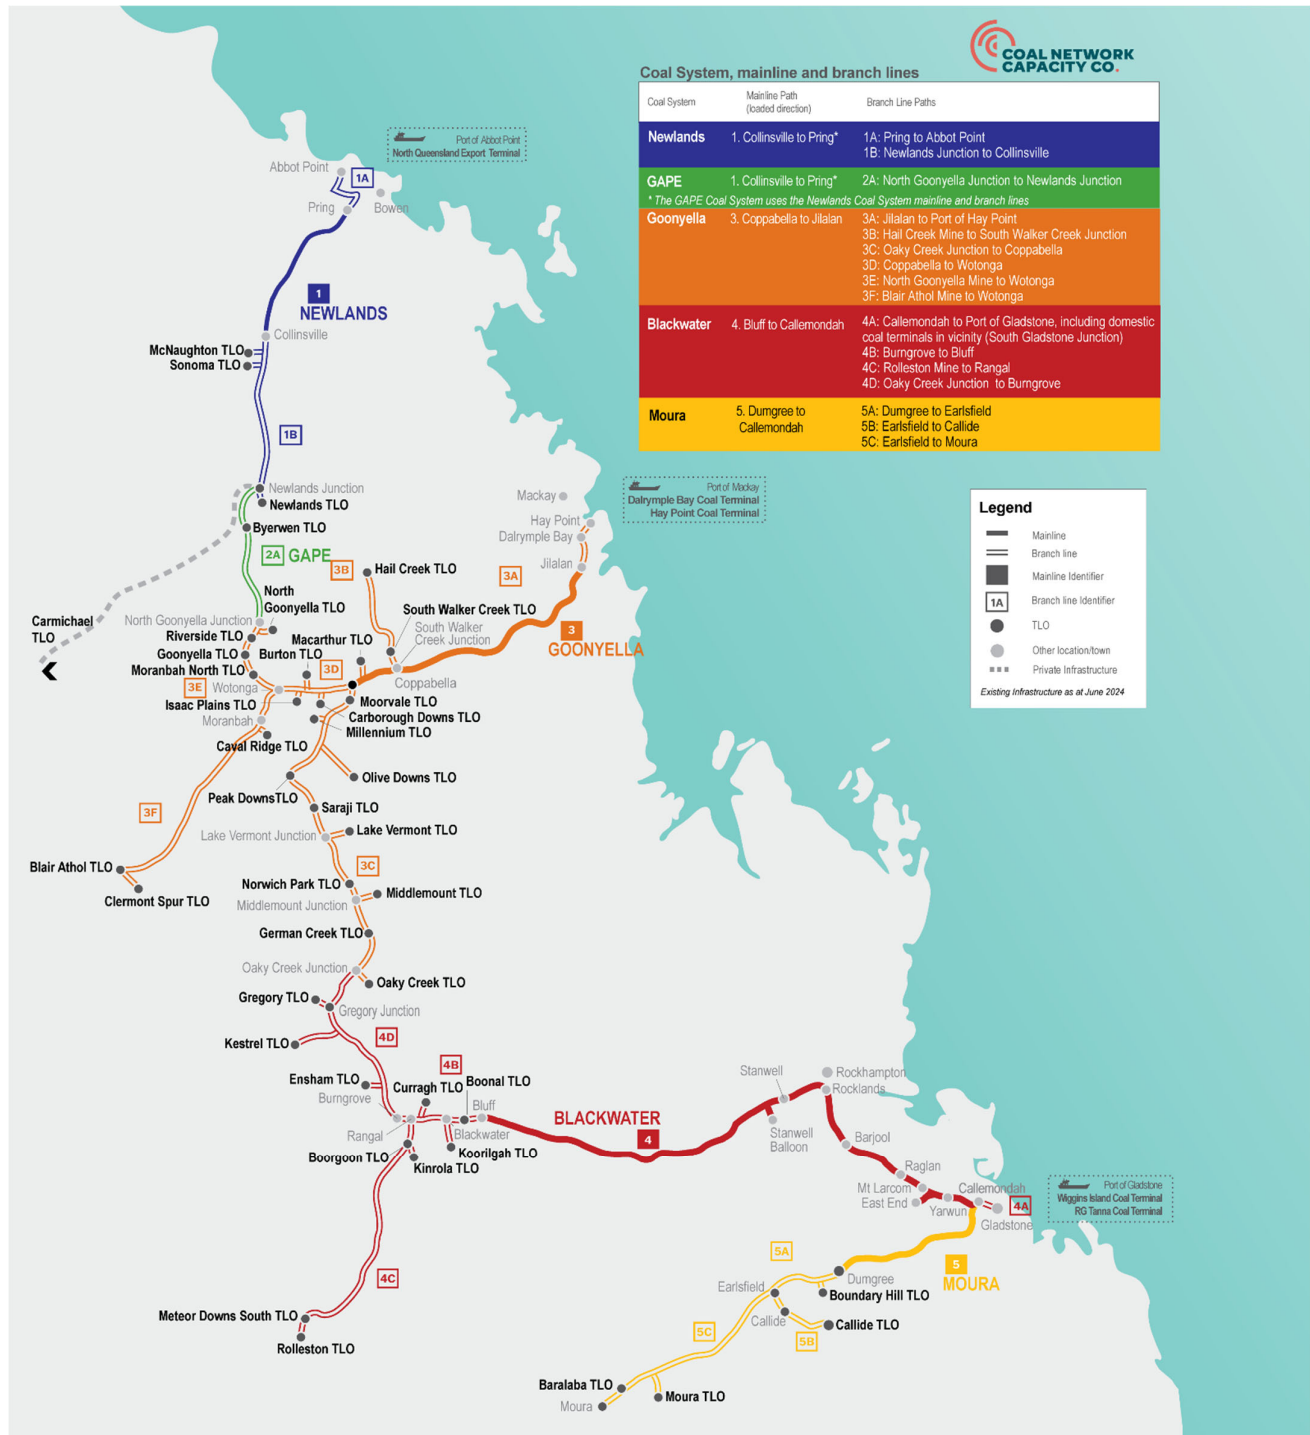 COAL NETWORK
CAPACITY CO.
Coal System, mainline and branch lines
Coal System
Mainline Path
(loaded direction)
Branch Line Paths
Newlands
1. Collinsville to Pring*
1A: Pring to Abbot Point
1B: Newlands Junction to Collinsville
GAPE
1. Collinsville to Pring*
2A: North Goonyella Junction to Newlands Junction
* The GAPE Coal System uses the Newlands Coal System mainline and branch lines
Goonyella
3. Coppabella to Jilalan
3A: Jilalan to Port of Hay Point
3B: Hail Creek Mine to South Walker Creek Junction
3C: Oaky Creek Junction to Coppabella
3D: Coppabella to Wotonga
3E: North Goonyella Mine to Wotonga
3F: Blair Athol Mine to Wotonga
Blackwater
4. Bluff to Callemondah
4A: Callemondah to Port of Gladstone, including domestic
coal terminals in vicinity (South Gladstone Junction)
4B: Burngrove to Bluff
4C: Rolleston Mine to Rangal
4D: Oaky Creek Junction to Burngrove
Moura
5. Dumgree to
Callemondah
5A: Dumgree to Earlsfield
5B: Earlsfield to Callide
5C: Earlsfield to Moura
Port of Abbot Point
North Queensland Export Terminal
Abbot Point
1A
Pring
Bowen
1
NEWLANDS
Collinsville
McNaughton TLO
Sonoma TLO
1B
Newlands Junction
Newlands TLO
Byerwen TLO
2A GAPE
Mackay
Port of Mackay
Dalrymple Bay Coal Terminal
Hay Point Coal Terminal
Hay Point
Dalrymple Bay
Jilalan
3A
3B
Hail Creek TLO
North
Goonyella TLO
South Walker Creek TLO
South Walker
Creek Junction
Carmichael
TLO
North Goonyella Junction
Riverside TLO
Goonyella TLO
Moranbah North TLO
Macarthur TLO
Burton TLO
3D
3
GOONYELLA
Coppabella
3E
Wotonga
Isaac Plains TLO
Moorvale TLO
Carborough Downs TLO
Millennium TLO
Moranbah
Caval Ridge TLO
Olive Downs TLO
Peak DownsTLO
3F
Saraji TLO
Lake Vermont Junction
Lake Vermont TLO
Blair Athol TLO
Clermont Spur TLO
3C
Norwich Park TLO
Middlemount TLO
Middlemount Junction
German Creek TLO
Oaky Creek Junction
Oaky Creek TLO
Gregory TLO
Gregory Junction
Kestrel TLO
4D
4B
Ensham TLO
Curragh TLO
Boonal TLO
Burngrove
Bluff
Rangal
Blackwater
Boorgoon TLO
Koorilgah TLO
Kinrola TLO
BLACKWATER
4
Stanwell
Stanwell
Balloon
Rockhampton
Rocklands
Barjool
Raglan
Mt Larcom
East End
Yarwun
Callemondah
4A
Gladstone
Port of Gladstone
Wiggins Island Coal Terminal
RG Tanna Coal Terminal
4C
Meteor Downs South TLO
Rolleston TLO
5A
5
MOURA
Dumgree
Earlsfield
Boundary Hill TLO
Callide
Callide TLO
5B
5C
Baralaba TLO
Moura TLO
Moura
Legend
Mainline
Branch line
Mainline Identifier
1A Branch line Identifier
TLO
Other location/town
Private Infrastructure
Existing Infrastructure as at June 2024